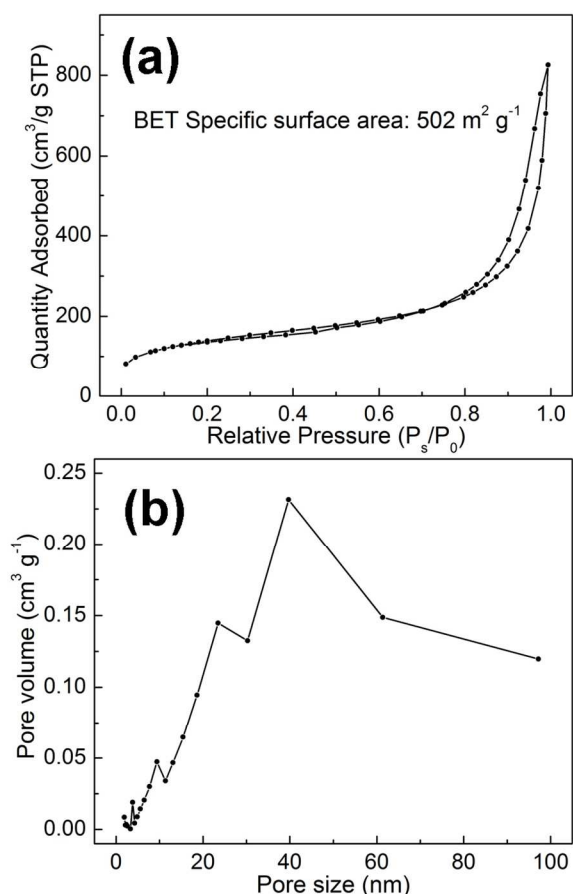 (a)
BET Specific surface area: 502 m² g⁻¹
Quantity Adsorbed (cm³/g STP)
800
600
400
200
0
0.0 0.2 0.4 0.6 0.8 1.0
Relative Pressure (Pₛ/P₀)
(b)
Pore volume (cm³ g⁻¹)
0.25
0.20
0.15
0.10
0.05
0.00
0 20 40 60 80 100
Pore size (nm)